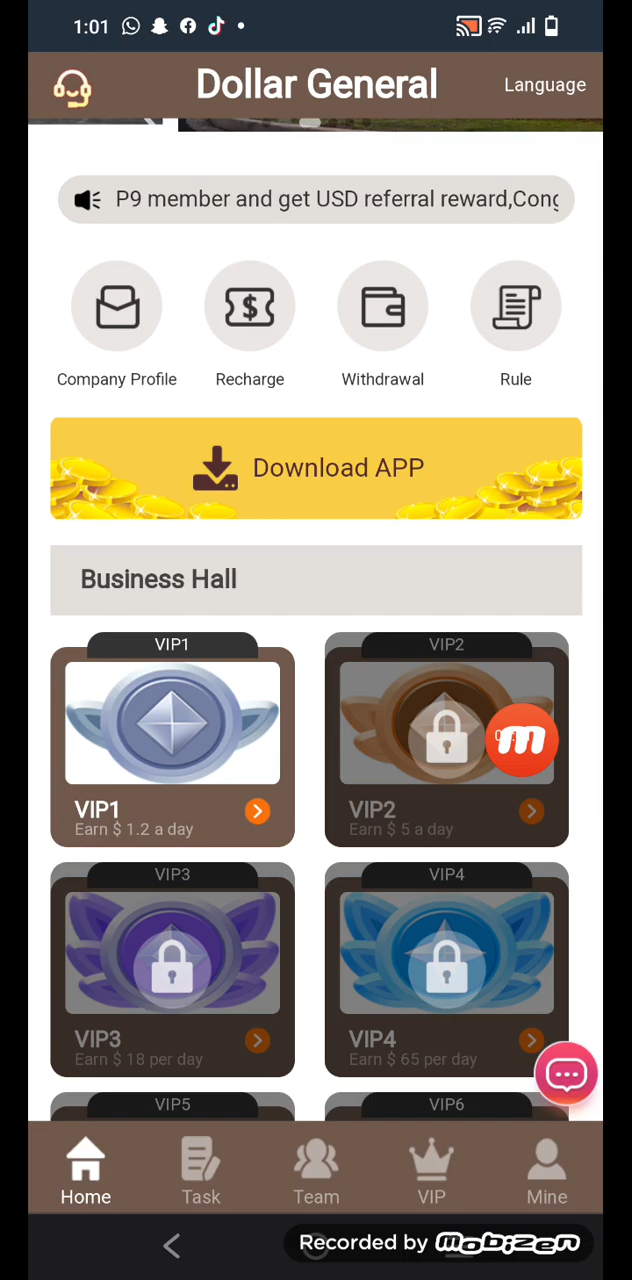 1:01
Dollar General
Language
P9 member and get USD referral reward,Cong
Company Profile
Recharge
Withdrawal
Rule
Download APP
Business Hall
VIP1
VIP2
VIP1
Earn $ 1.2 a day
VIP2
Earn $ 5 a day
VIP3
VIP4
VIP3
Earn $ 18 per day
VIP4
Earn $ 65 per day
VIP5
VIP6
Home
Task
Team
VIP
Mine
Recorded by mobizen